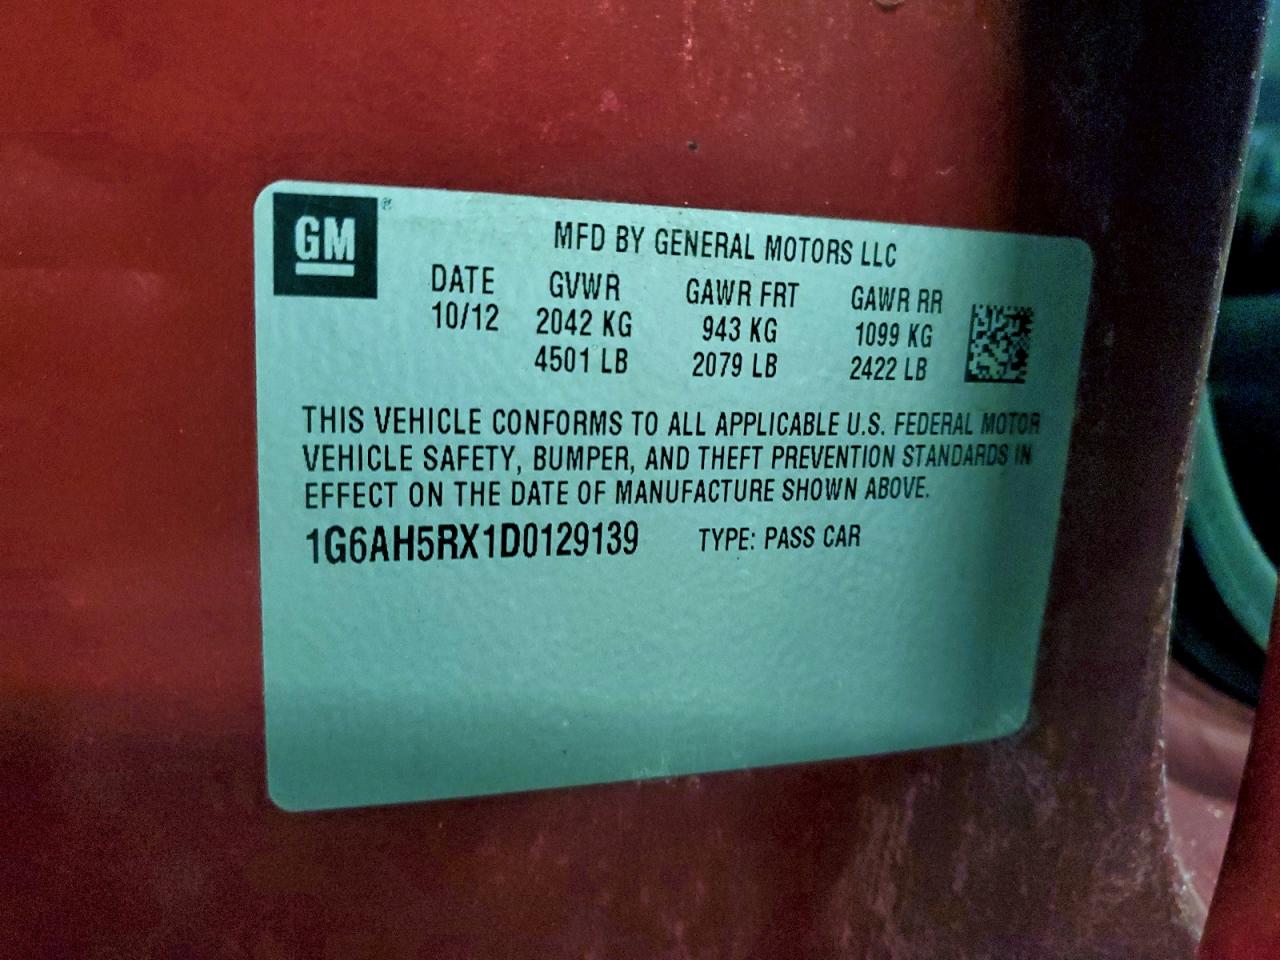 GM®
MFD BY GENERAL MOTORS LLC
DATE GVWR GAWR FRT GAWR RR
10/12 2042 KG 943 KG 1099 KG
4501 LB 2079 LB 2422 LB
THIS VEHICLE CONFORMS TO ALL APPLICABLE U.S. FEDERAL MOTOR
VEHICLE SAFETY, BUMPER, AND THEFT PREVENTION STANDARDS IN
EFFECT ON THE DATE OF MANUFACTURE SHOWN ABOVE.
1G6AH5RX1D0129139 TYPE: PASS CAR